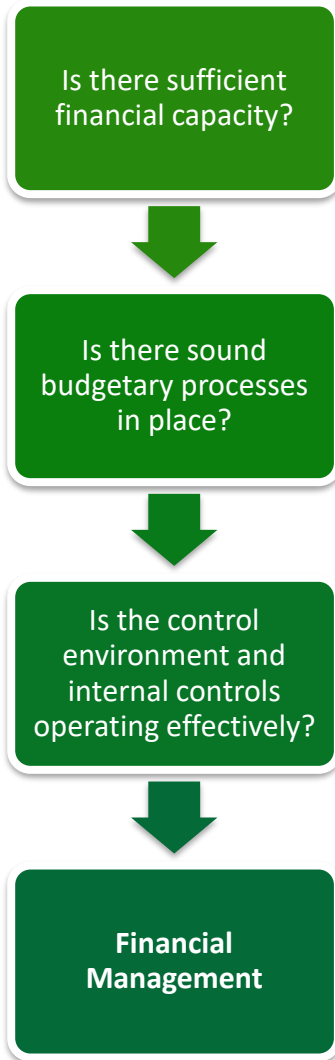 Is there sufficient
financial capacity?
Is there sound
budgetary processes
in place?
Is the control
environment and
internal controls
operating effectively?
Financial
Management